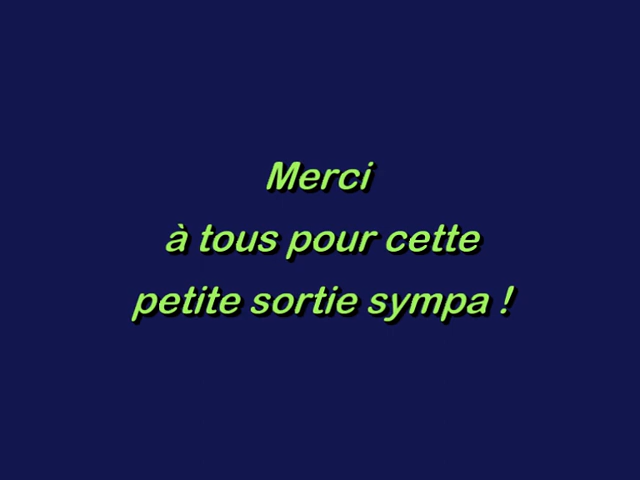 Merci
à tous pour cette
petite sortie sympa !